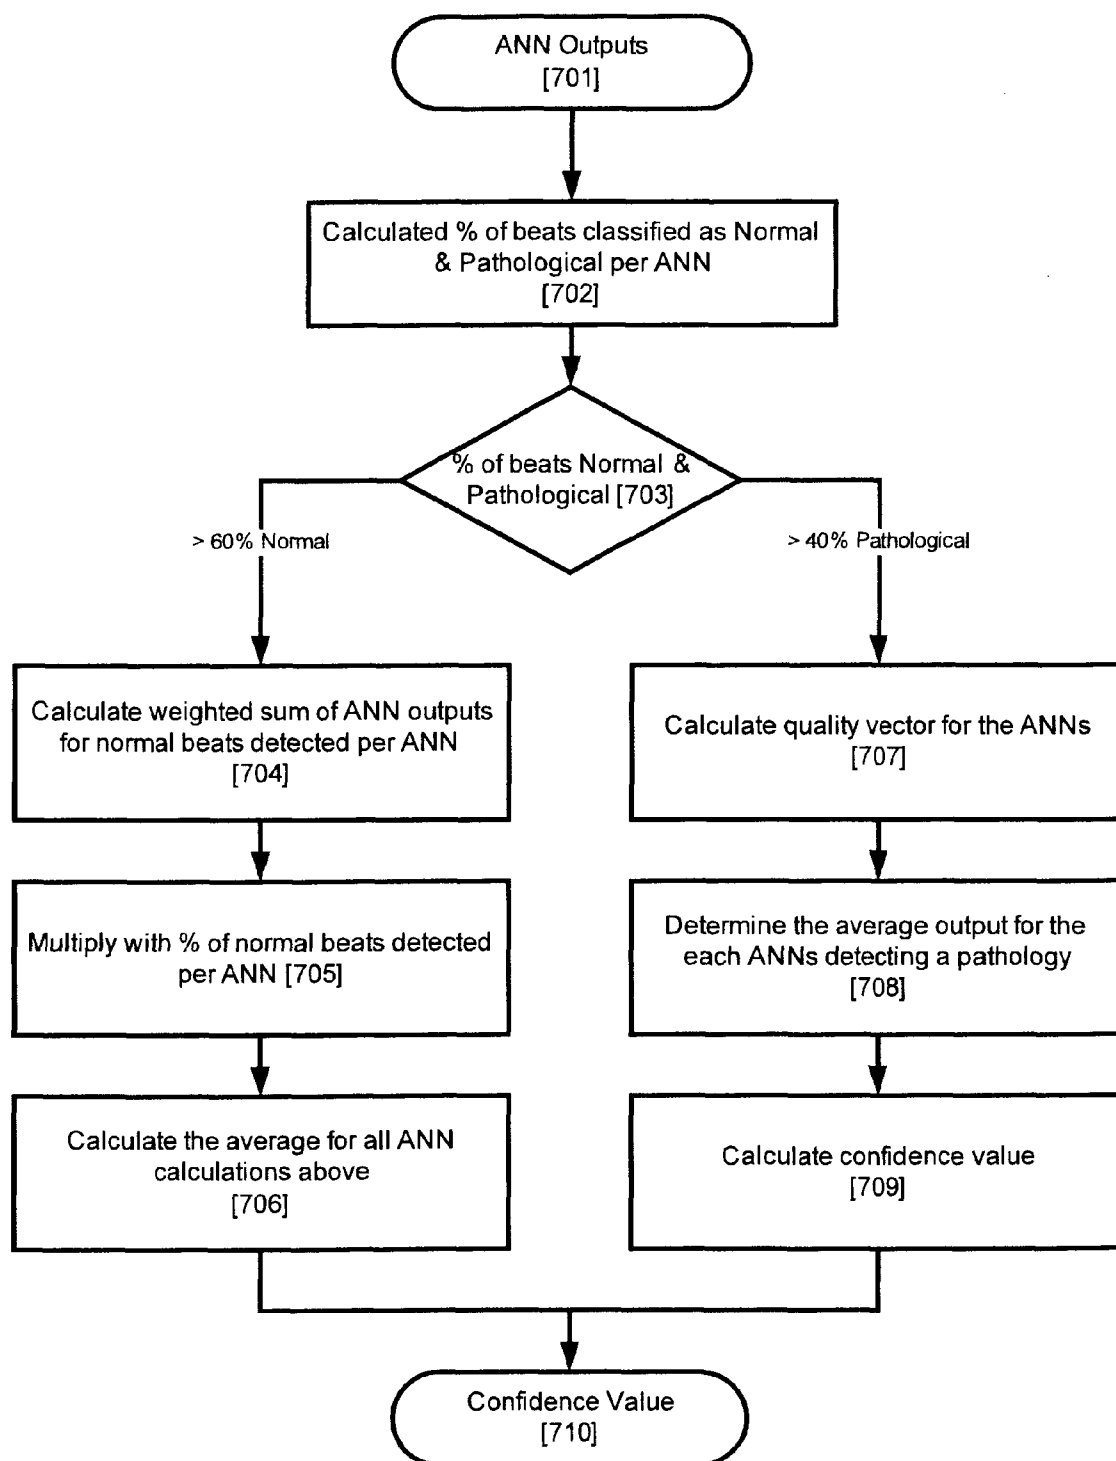 ANN Outputs
[701]
Calculated % of beats classified as Normal
& Pathological per ANN
[702]
% of beats Normal &
Pathological [703]
> 60% Normal
> 40% Pathological
Calculate weighted sum of ANN outputs
for normal beats detected per ANN
[704]
Multiply with % of normal beats detected
per ANN [705]
Calculate the average for all ANN
calculations above
[706]
Calculate quality vector for the ANNs
[707]
Determine the average output for the
each ANNs detecting a pathology
[708]
Calculate confidence value
[709]
Confidence Value
[710]